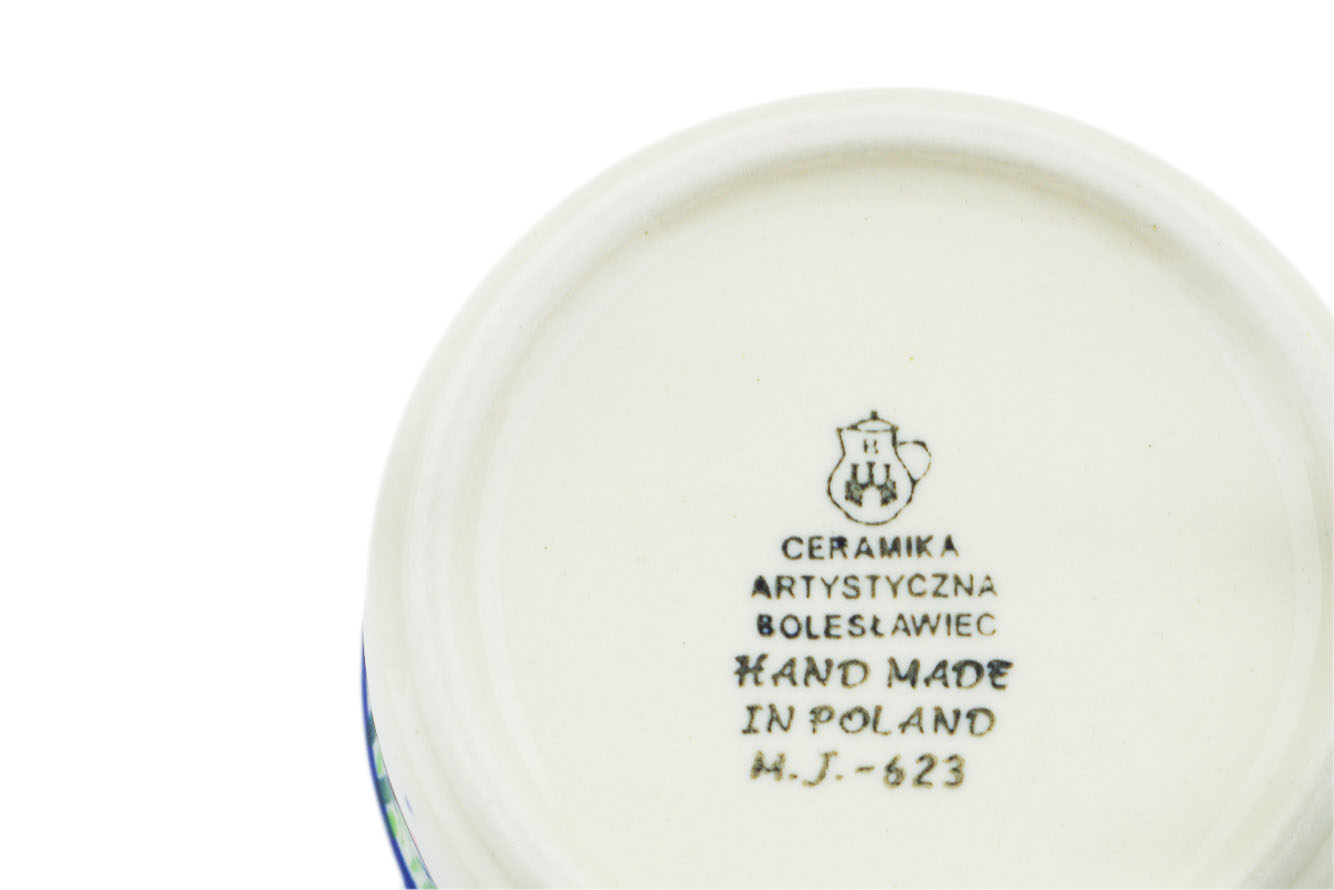 B
CERAMIKA
ARTYSTYCZNA
BOLESŁAWIEC
HAND MADE
IN POLAND
M.J.-623